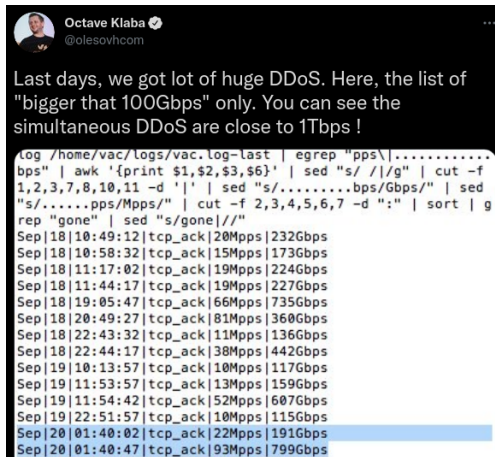 Octave Klaba
@olesovhcom
Last days, we got lot of huge DDoS. Here, the list of
"bigger that 100Gbps" only. You can see the
simultaneous DDoS are close to 1Tbps !
log /home/vac/logs/vac.log-last | egrep "pps\|............
bps" | awk '{print $1,$2,$3,$6}' | sed "s/ /|/g" | cut -f
1,2,3,7,8,10,11 -d '|' | sed "s/.........bps/Gbps/" | sed
"s/......pps/Mpps/" | cut -f 2,3,4,5,6,7 -d ":" | sort | g
rep "gone" | sed "s/gone|//"
Sep|18|10:49:12|tcp_ack|20Mpps|232Gbps
Sep|18|10:58:32|tcp_ack|15Mpps|173Gbps
Sep|18|11:17:02|tcp_ack|19Mpps|224Gbps
Sep|18|11:44:17|tcp_ack|19Mpps|227Gbps
Sep|18|19:05:47|tcp_ack|66Mpps|735Gbps
Sep|18|20:49:27|tcp_ack|81Mpps|360Gbps
Sep|18|22:43:32|tcp_ack|11Mpps|136Gbps
Sep|18|22:44:17|tcp_ack|38Mpps|442Gbps
Sep|19|10:13:57|tcp_ack|10Mpps|117Gbps
Sep|19|11:53:57|tcp_ack|13Mpps|159Gbps
Sep|19|11:54:42|tcp_ack|52Mpps|607Gbps
Sep|19|22:51:57|tcp_ack|10Mpps|115Gbps
Sep|20|01:40:02|tcp_ack|22Mpps|191Gbps
Sep|20|01:40:47|tcp_ack|93Mpps|799Gbps